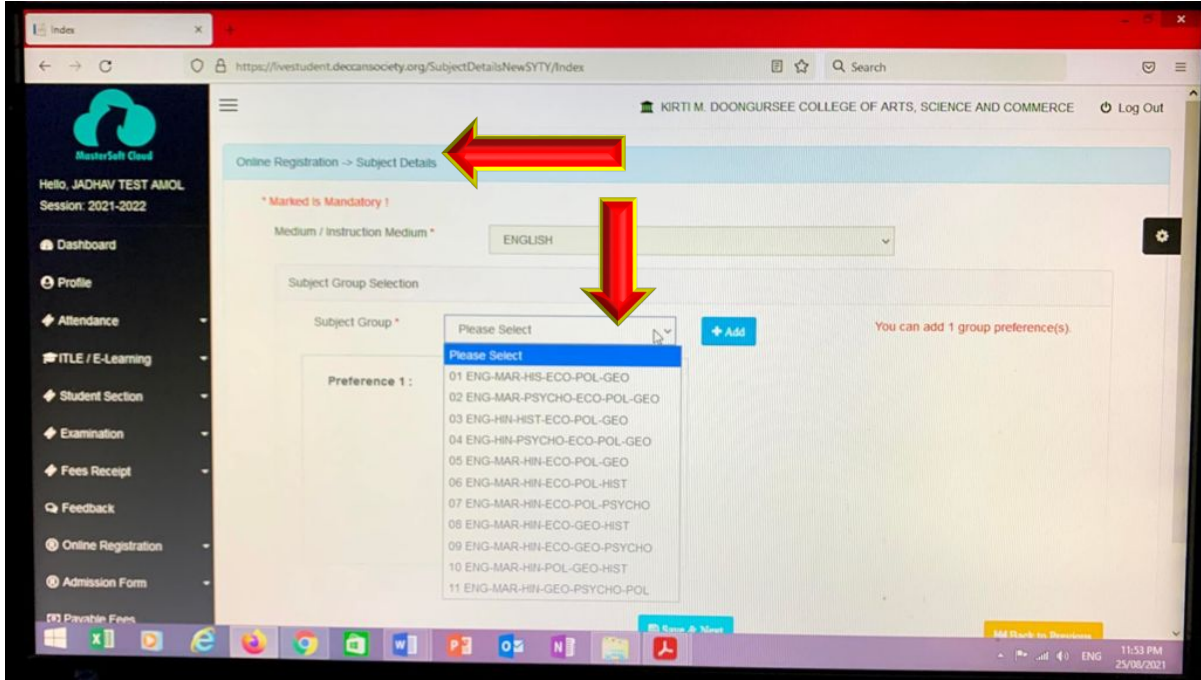 Index
https://livestudent.deccansociety.org/SubjectDetailsNewSYTY/Index
Search
MasterSoft Cloud
KIRTI M. DOONGURSEE COLLEGE OF ARTS, SCIENCE AND COMMERCE
Log Out
Hello, JADHAV TEST AMOL
Session: 2021-2022
Dashboard
Profile
Attendance
ITLE / E-Learning
Student Section
Examination
Fees Receipt
Feedback
Online Registration
Admission Form
Payable Fees
Online Registration -> Subject Details
* Marked Is Mandatory !
Medium / Instruction Medium *
ENGLISH
Subject Group Selection
Subject Group *
Please Select
+ Add
You can add 1 group preference(s).
Preference 1 :
Please Select
01 ENG-MAR-HIS-ECO-POL-GEO
02 ENG-MAR-PSYCHO-ECO-POL-GEO
03 ENG-HIN-HIST-ECO-POL-GEO
04 ENG-HIN-PSYCHO-ECO-POL-GEO
05 ENG-MAR-HIN-ECO-POL-GEO
06 ENG-MAR-HIN-ECO-POL-HIST
07 ENG-MAR-HIN-ECO-POL-PSYCHO
08 ENG-MAR-HIN-ECO-GEO-HIST
09 ENG-MAR-HIN-ECO-GEO-PSYCHO
10 ENG-MAR-HIN-POL-GEO-HIST
11 ENG-MAR-HIN-GEO-PSYCHO-POL
Save & Next
Back to Previous
ENG
11:53 PM
25/08/2021